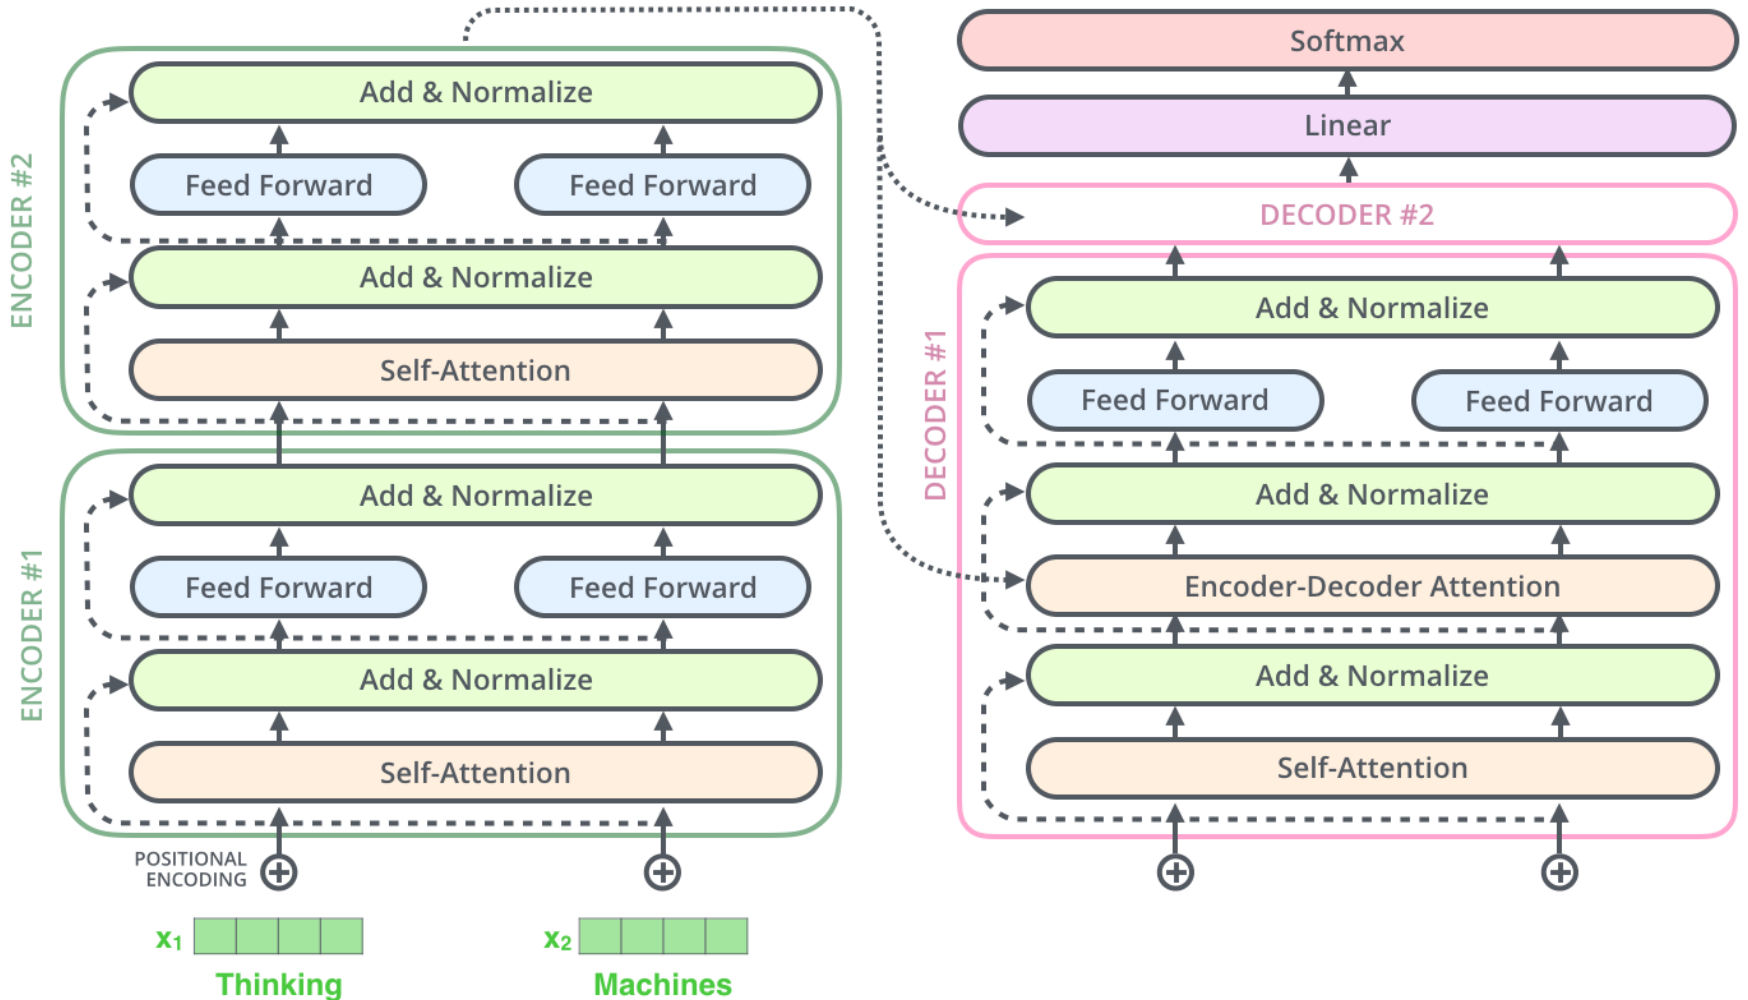 ENCODER #2
Add & Normalize
Feed Forward
Feed Forward
Add & Normalize
Self-Attention
ENCODER #1
Add & Normalize
Feed Forward
Feed Forward
Add & Normalize
Self-Attention
POSITIONAL
ENCODING
x₁
x₂
Thinking
Machines
Softmax
Linear
DECODER #2
DECODER #1
Add & Normalize
Feed Forward
Feed Forward
Add & Normalize
Encoder-Decoder Attention
Add & Normalize
Self-Attention